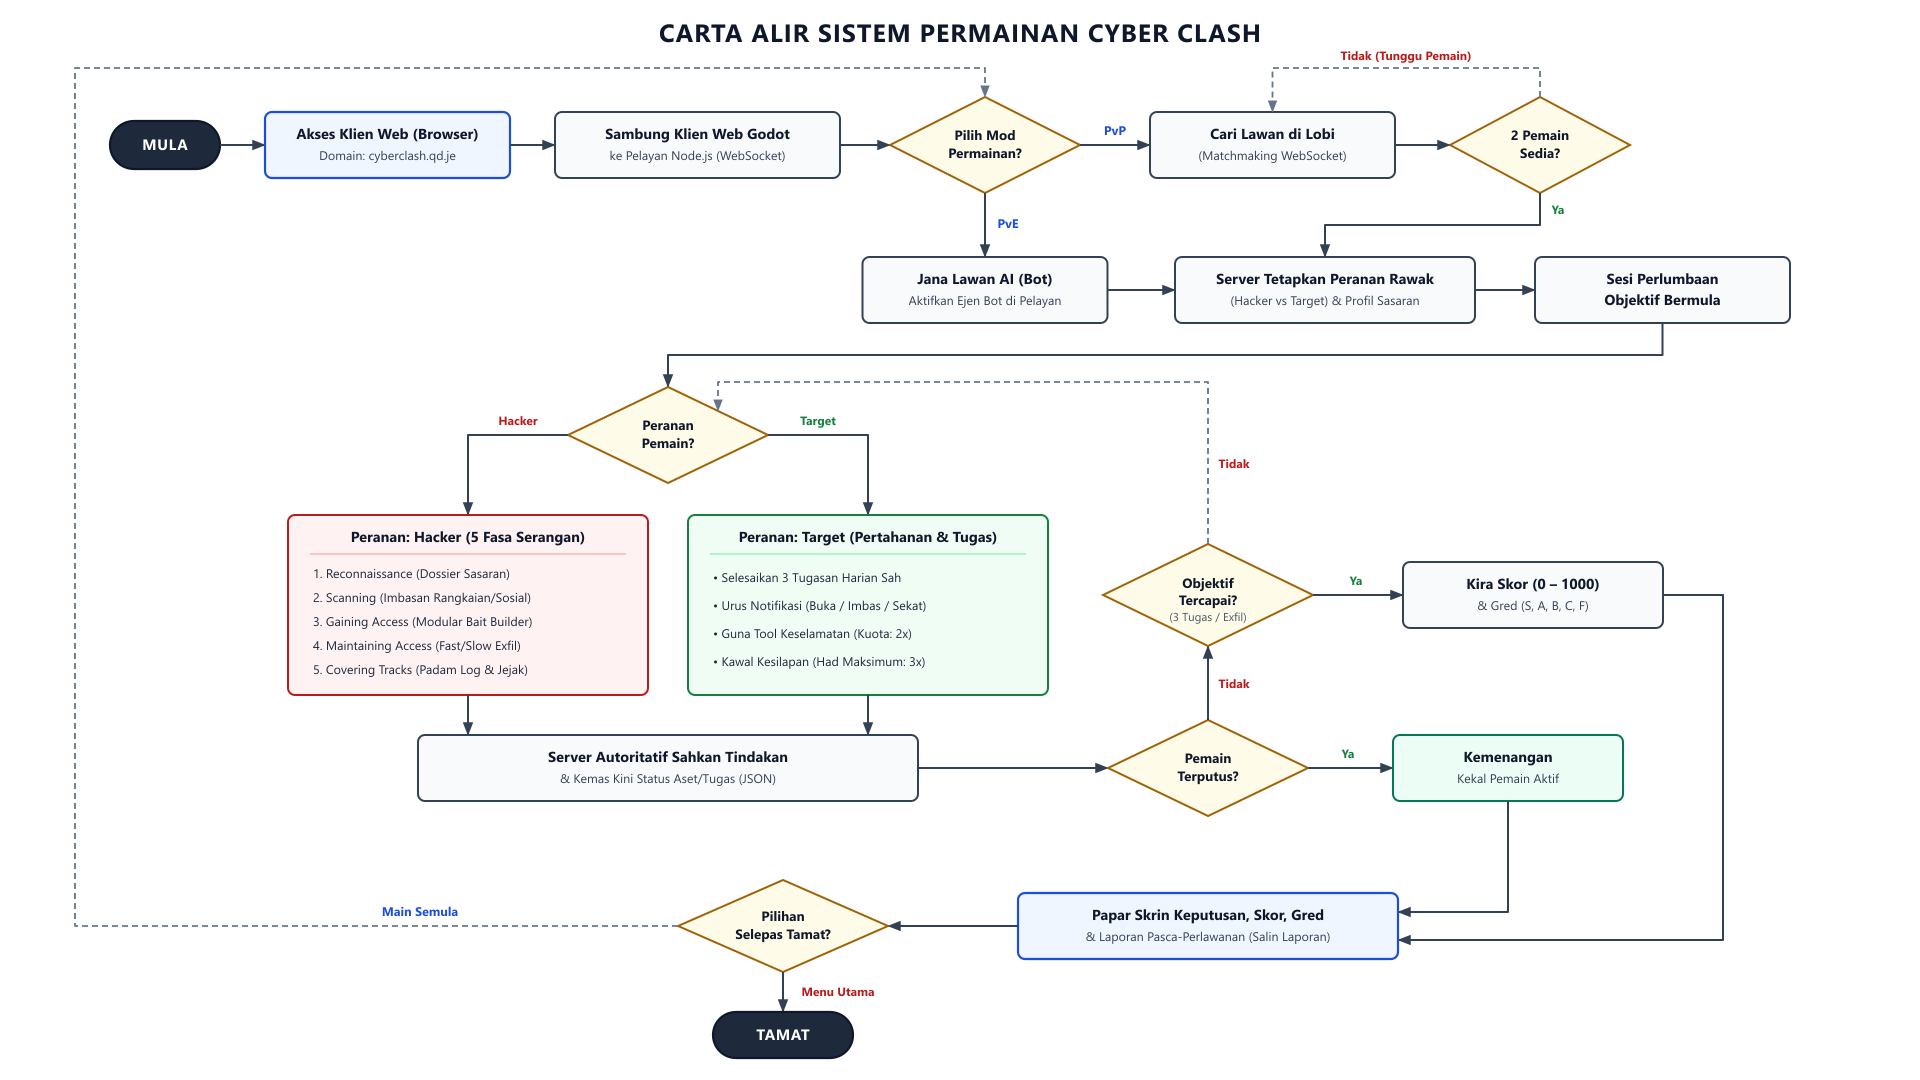 CARTA ALIR SISTEM PERMAINAN CYBER CLASH
Tidak (Tunggu Pemain)
MULA
Akses Klien Web (Browser)
Domain: cyberclash.qd.je
Sambung Klien Web Godot
ke Pelayan Node.js (WebSocket)
Pilih Mod
Permainan?
PvP
Cari Lawan di Lobi
(Matchmaking WebSocket)
2 Pemain
Sedia?
Ya
PvE
Jana Lawan AI (Bot)
Aktifkan Ejen Bot di Pelayan
Server Tetapkan Peranan Rawak
(Hacker vs Target) & Profil Sasaran
Sesi Perlumbaan
Objektif Bermula
Peranan
Pemain?
Hacker
Target
Peranan: Hacker (5 Fasa Serangan)
1. Reconnaissance (Dossier Sasaran)
2. Scanning (Imbasan Rangkaian/Sosial)
3. Gaining Access (Modular Bait Builder)
4. Maintaining Access (Fast/Slow Exfil)
5. Covering Tracks (Padam Log & Jejak)
Peranan: Target (Pertahanan & Tugas)
• Selesaikan 3 Tugasan Harian Sah
• Urus Notifikasi (Buka / Imbas / Sekat)
• Guna Tool Keselamatan (Kuota: 2x)
• Kawal Kesilapan (Had Maksimum: 3x)
Tidak
Objektif
Tercapai?
(3 Tugas / Exfil)
Ya
Kira Skor (0 – 1000)
& Gred (S, A, B, C, F)
Tidak
Server Autoritatif Sahkan Tindakan
& Kemas Kini Status Aset/Tugas (JSON)
Pemain
Terputus?
Ya
Kemenangan
Kekal Pemain Aktif
Main Semula
Pilihan
Selepas Tamat?
Papar Skrin Keputusan, Skor, Gred
& Laporan Pasca-Perlawanan (Salin Laporan)
Menu Utama
TAMAT